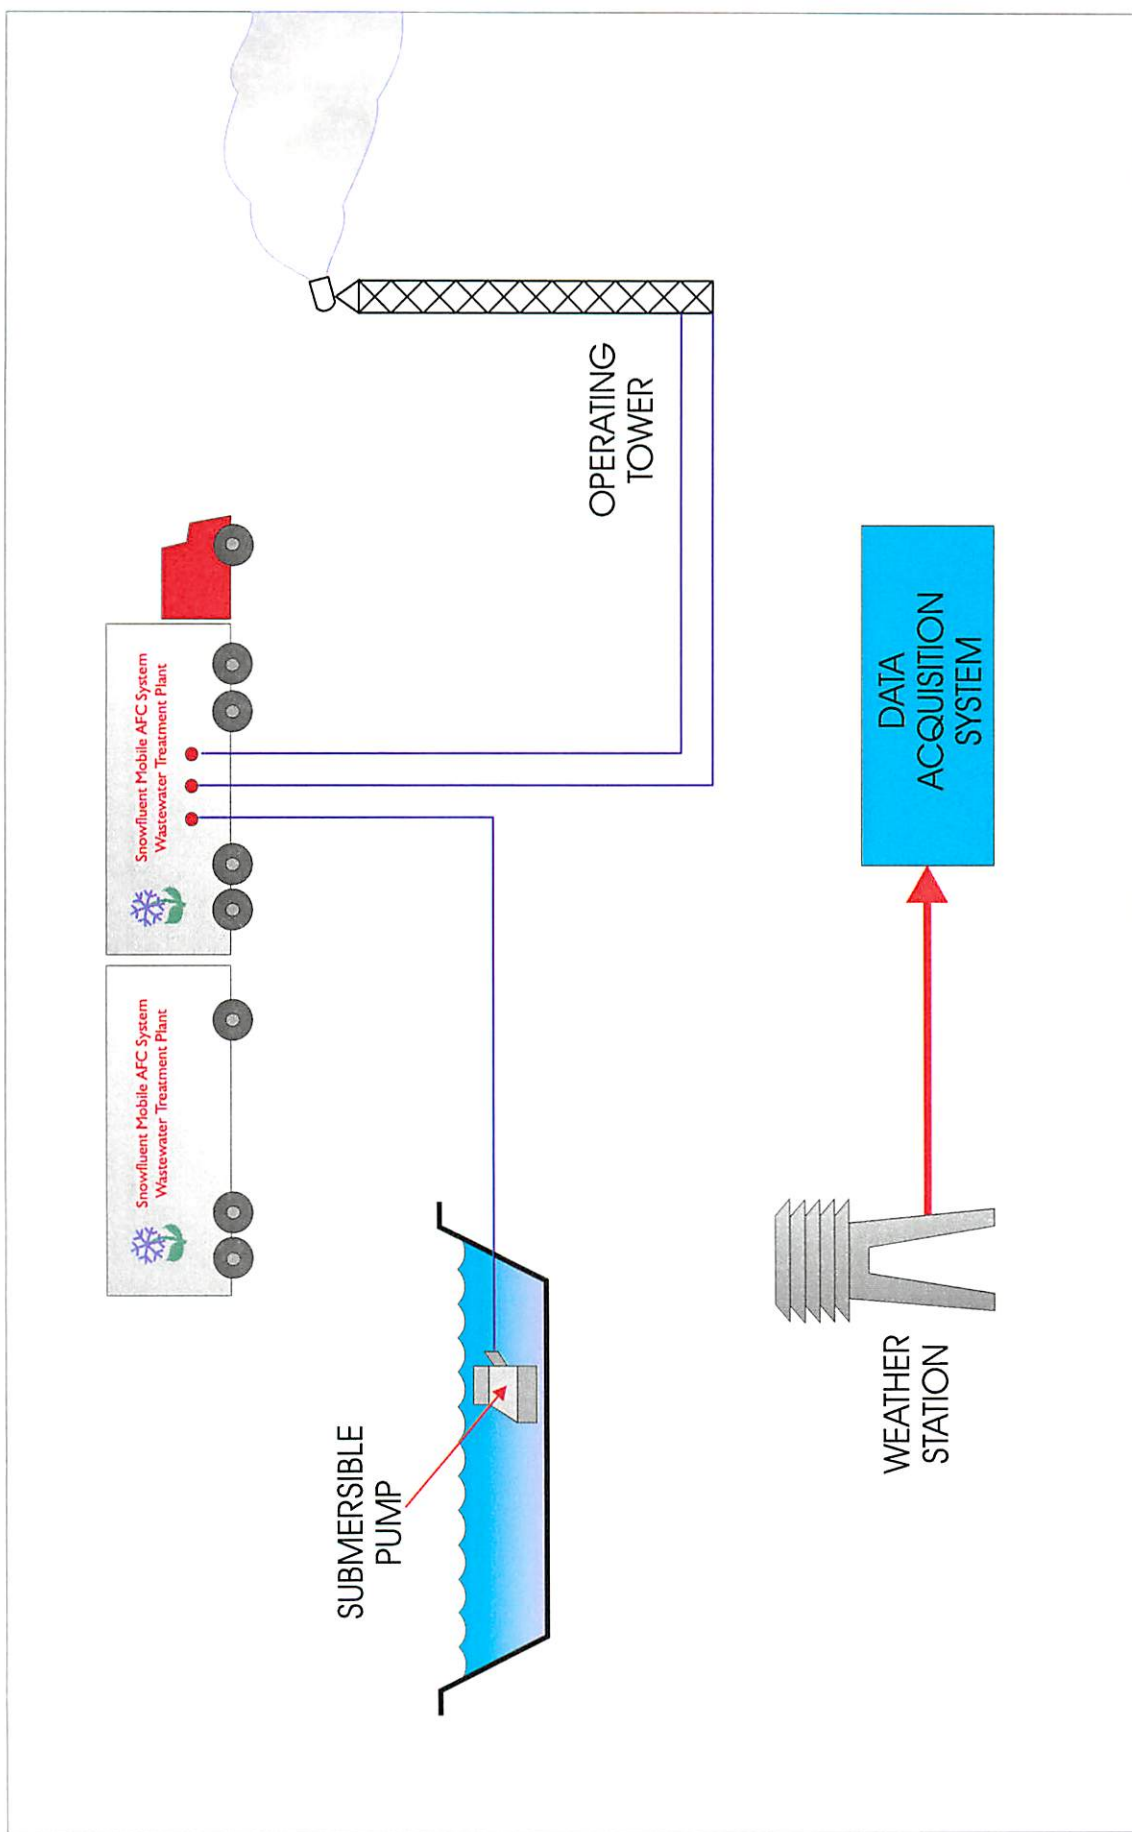 Snowfluent Mobile AFC System
Wastewater Treatment Plant
Snowfluent Mobile AFC System
Wastewater Treatment Plant
SUBMERSIBLE
PUMP
OPERATING
TOWER
WEATHER
STATION
DATA
ACQUISITION
SYSTEM